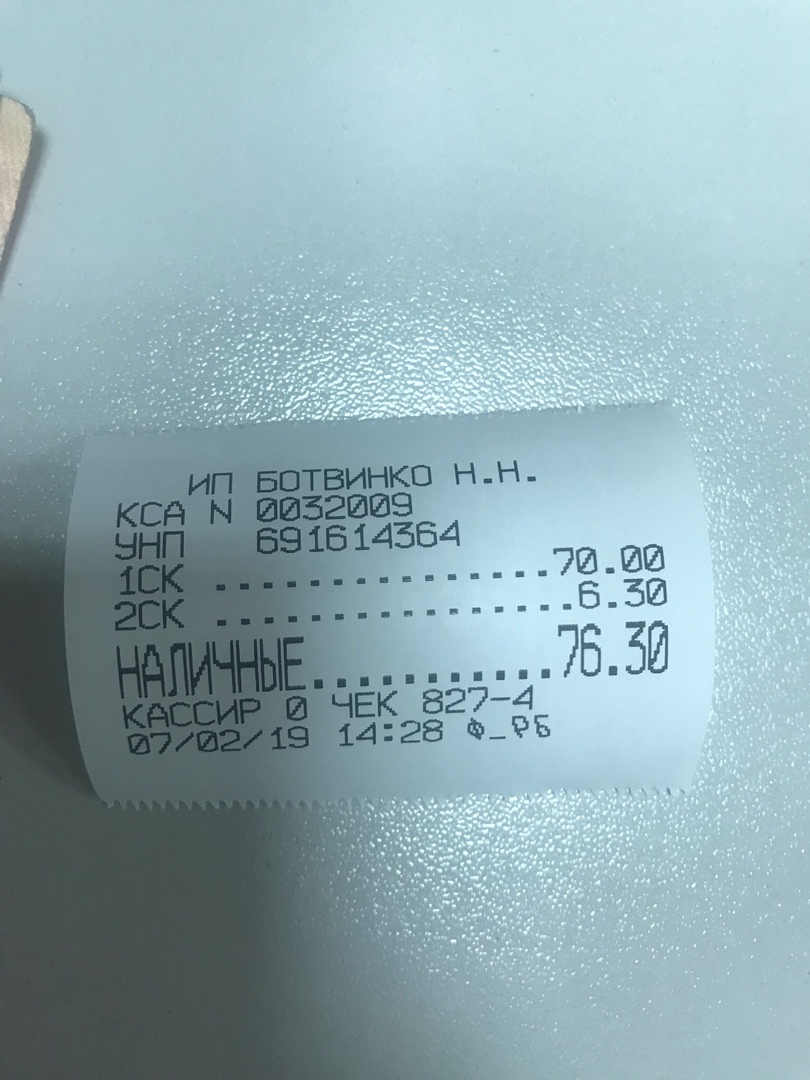 ИП БОТВИНКО Н.Н.
КСА N 0032009
УНП 691614364
1СК ...............70.00
2СК ................6.30
НАЛИЧНЫЕ...........76.30
КАССИР 0 ЧЕК 827-4
07/02/19 14:28 Ф_РБ